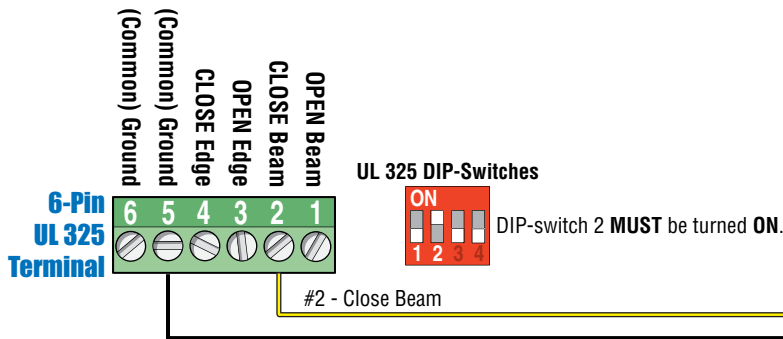 (Common) Ground
(Common) Ground
CLOSE Edge
OPEN Edge
CLOSE Beam
OPEN Beam
UL 325 DIP-Switches
6-Pin
UL 325
Terminal
6 5 4 3 2 1
ON
1 2 3 4
DIP-switch 2 MUST be turned ON.
#2 - Close Beam